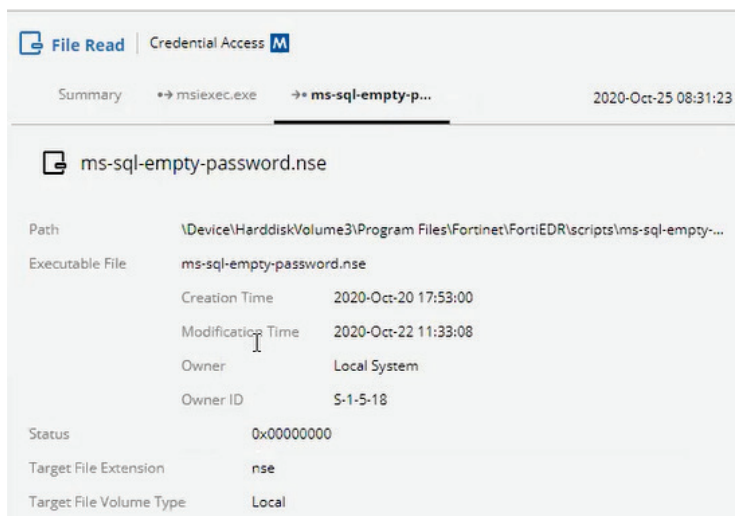 File Read Credential Access M
Summary msiexec.exe ms-sql-empty-p... 2020-Oct-25 08:31:23
ms-sql-empty-password.nse
Path \Device\HarddiskVolume3\Program Files\Fortinet\FortiEDR\scripts\ms-sql-empty-...
Executable File ms-sql-empty-password.nse
Creation Time 2020-Oct-20 17:53:00
Modification Time 2020-Oct-22 11:33:08
Owner Local System
Owner ID S-1-5-18
Status 0x00000000
Target File Extension nse
Target File Volume Type Local